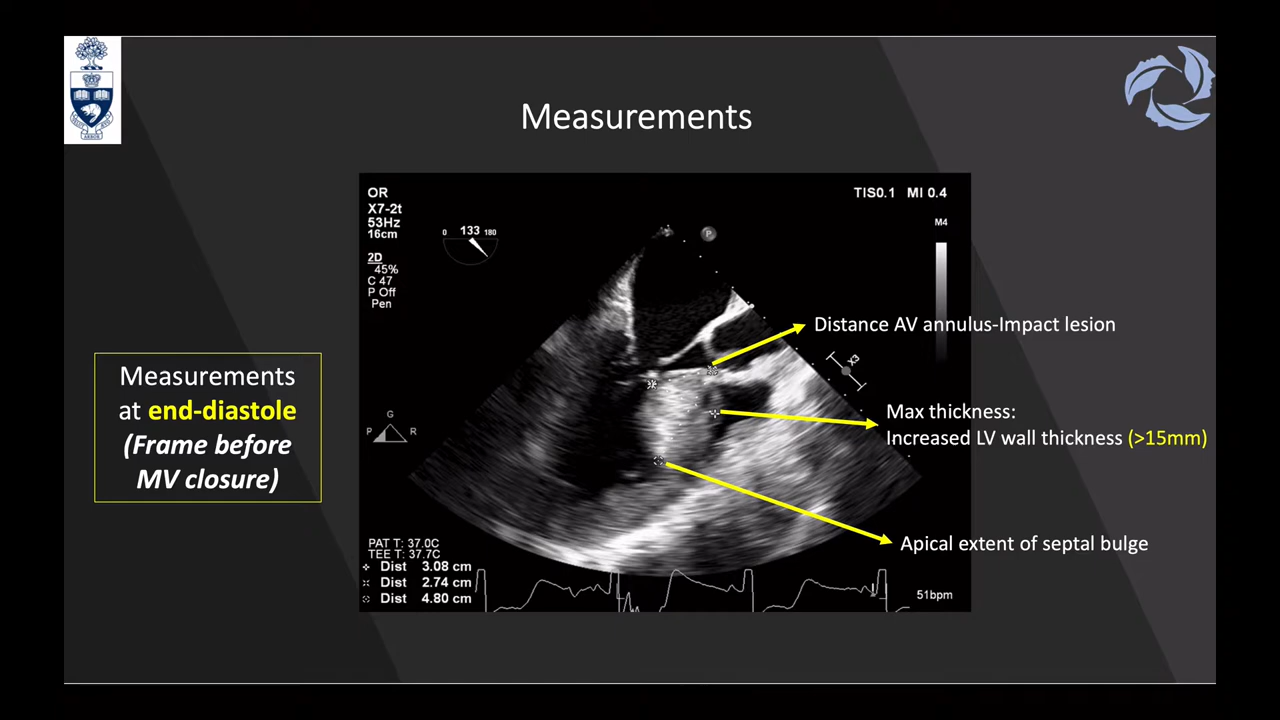 Measurements
OR
X7-2t
53Hz
16cm
2D
45%
C 47
P Off
Pen
0 133 180
P
TIS0.1 MI 0.4
M4
X3
G
P R
Distance AV annulus-Impact lesion
Max thickness:
Increased LV wall thickness (>15mm)
Apical extent of septal bulge
Measurements
at end-diastole
(Frame before
MV closure)
PAT T: 37.0C
TEE T: 37.7C
Dist 3.08 cm
Dist 2.74 cm
Dist 4.80 cm
51bpm